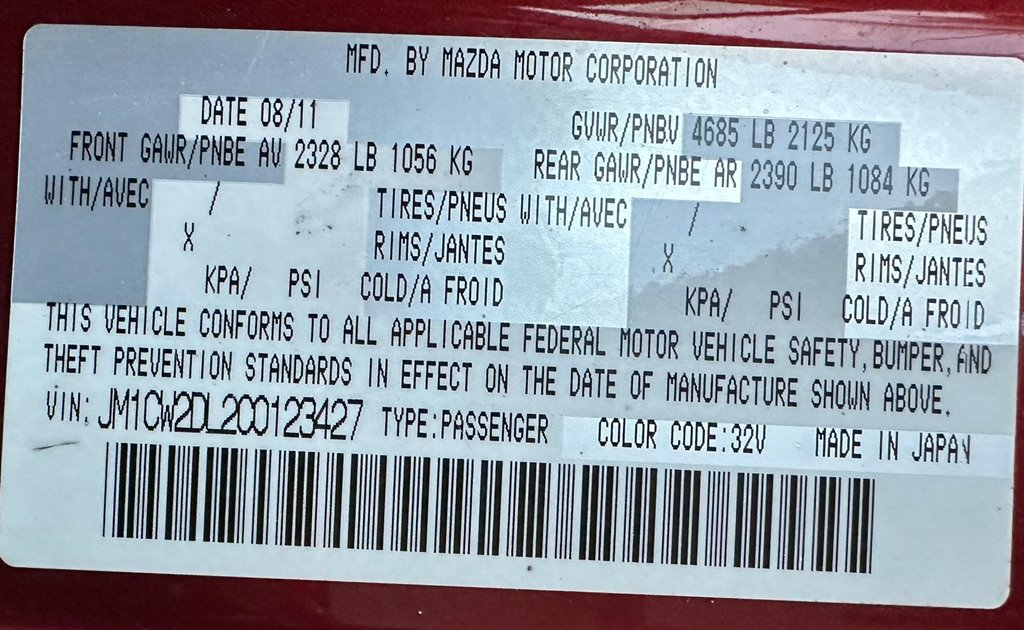 MFD. BY MAZDA MOTOR CORPORATION
DATE 08/11 GVWR/PNBV 4685 LB 2125 KG
FRONT GAWR/PNBE AV 2328 LB 1056 KG REAR GAWR/PNBE AR 2390 LB 1084 KG
WITH/AVEC / TIRES/PNEUS WITH/AVEC / TIRES/PNEUS
X RIMS/JANTES X RIMS/JANTES
KPA/ PSI COLD/A FROID KPA/ PSI COLD/A FROID
THIS VEHICLE CONFORMS TO ALL APPLICABLE FEDERAL MOTOR VEHICLE SAFETY, BUMPER, AND
THEFT PREVENTION STANDARDS IN EFFECT ON THE DATE OF MANUFACTURE SHOWN ABOVE.
VIN: JM1CW2DL2C0123427 TYPE:PASSENGER COLOR CODE:32V MADE IN JAPAN